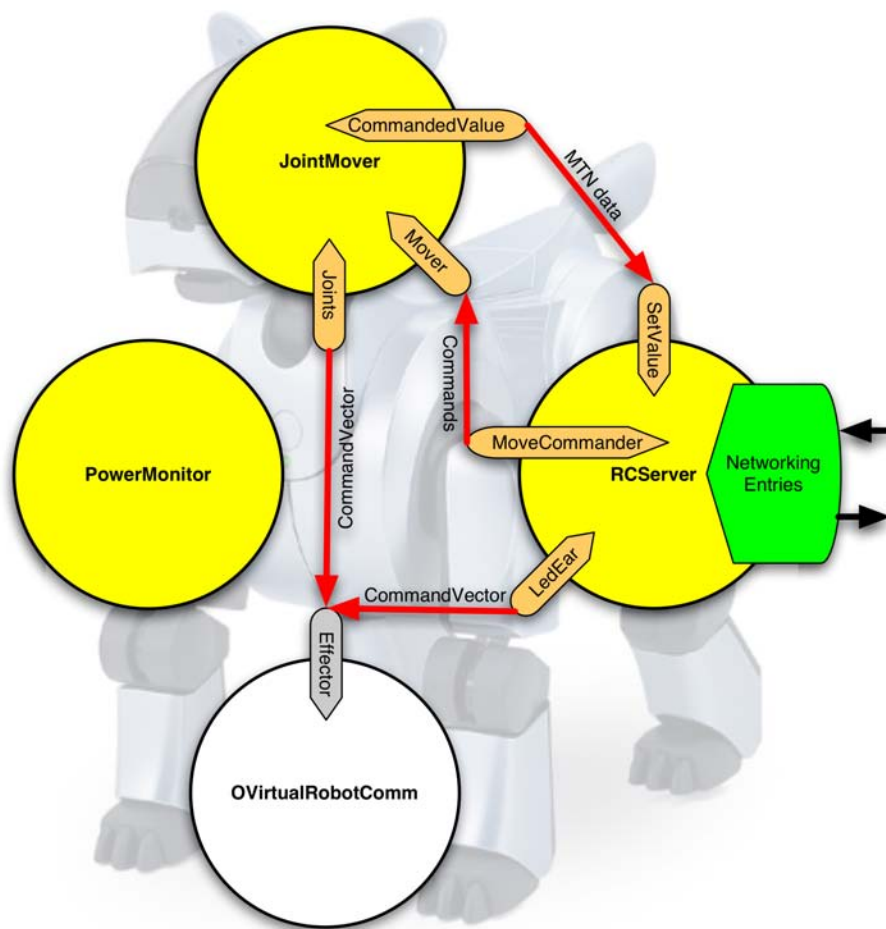 CommandedValue
JointMover
MTN data
Mover
Joints
SetValue
Commands
CommandVector
MoveCommander
PowerMonitor
RCServer
Networking
Entries
LedEar
CommandVector
Effector
OVirtualRobotComm